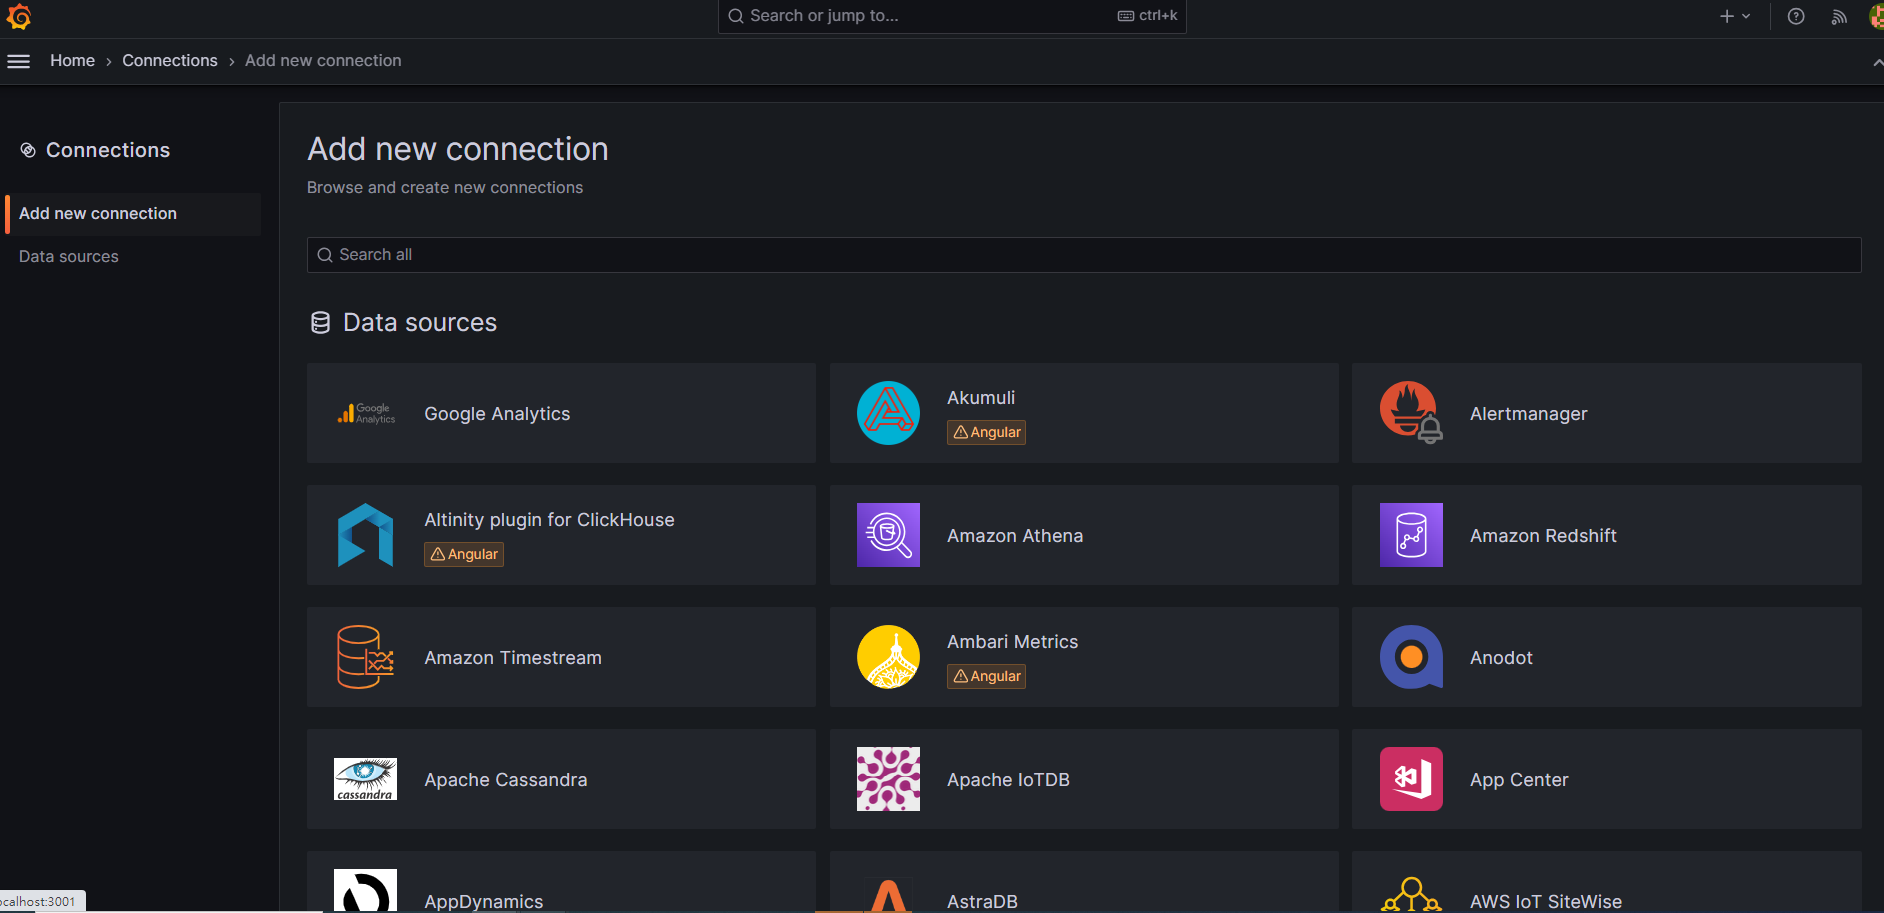 Search or jump to...
ctrl+k
Home › Connections › Add new connection
Connections
Add new connection
Data sources
Add new connection
Browse and create new connections
Search all
Data sources
Google Analytics
Google Analytics
Akumuli
Angular
Alertmanager
Altinity plugin for ClickHouse
Angular
Amazon Athena
Amazon Redshift
Amazon Timestream
Ambari Metrics
Angular
Anodot
cassandra
Apache Cassandra
Apache IoTDB
App Center
AppDynamics
AstraDB
AWS IoT SiteWise
ocalhost:3001